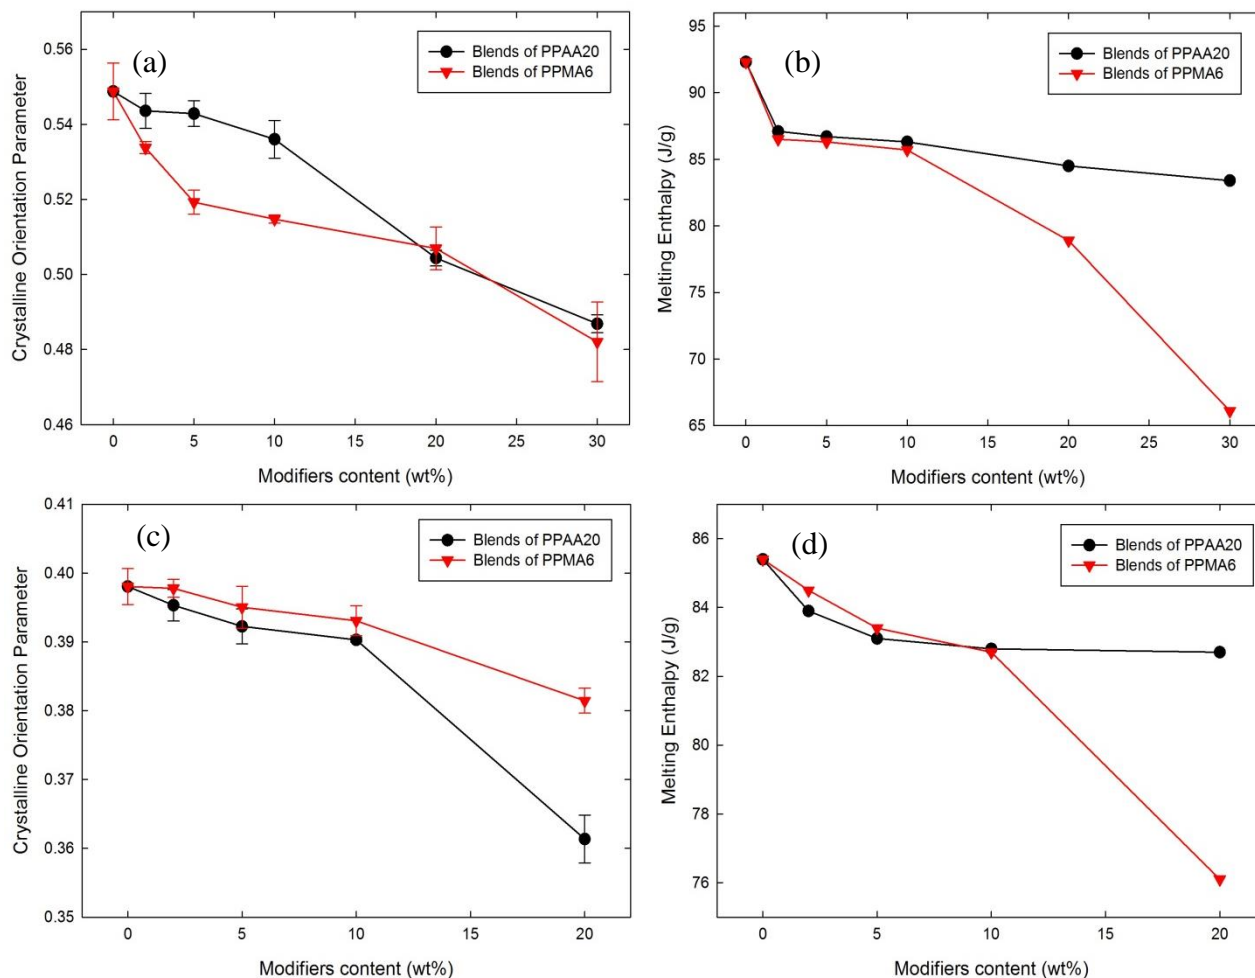 (a)
Blends of PPAA20
Blends of PPMA6
Crystalline Orientation Parameter
0.56
0.54
0.52
0.50
0.48
0.46
0 5 10 15 20 25 30
Modifiers content (wt%)
(b)
Blends of PPAA20
Blends of PPMA6
Melting Enthalpy (J/g)
95
90
85
80
75
70
65
0 5 10 15 20 25 30
Modifiers content (wt%)
(c)
Blends of PPAA20
Blends of PPMA6
Crystalline Orientation Parameter
0.41
0.40
0.39
0.38
0.37
0.36
0.35
0 5 10 15 20
Modifiers content (wt%)
(d)
Blends of PPAA20
Blends of PPMA6
Melting Enthalpy (J/g)
86
84
82
80
78
76
0 5 10 15 20
Modifiers content (wt%)